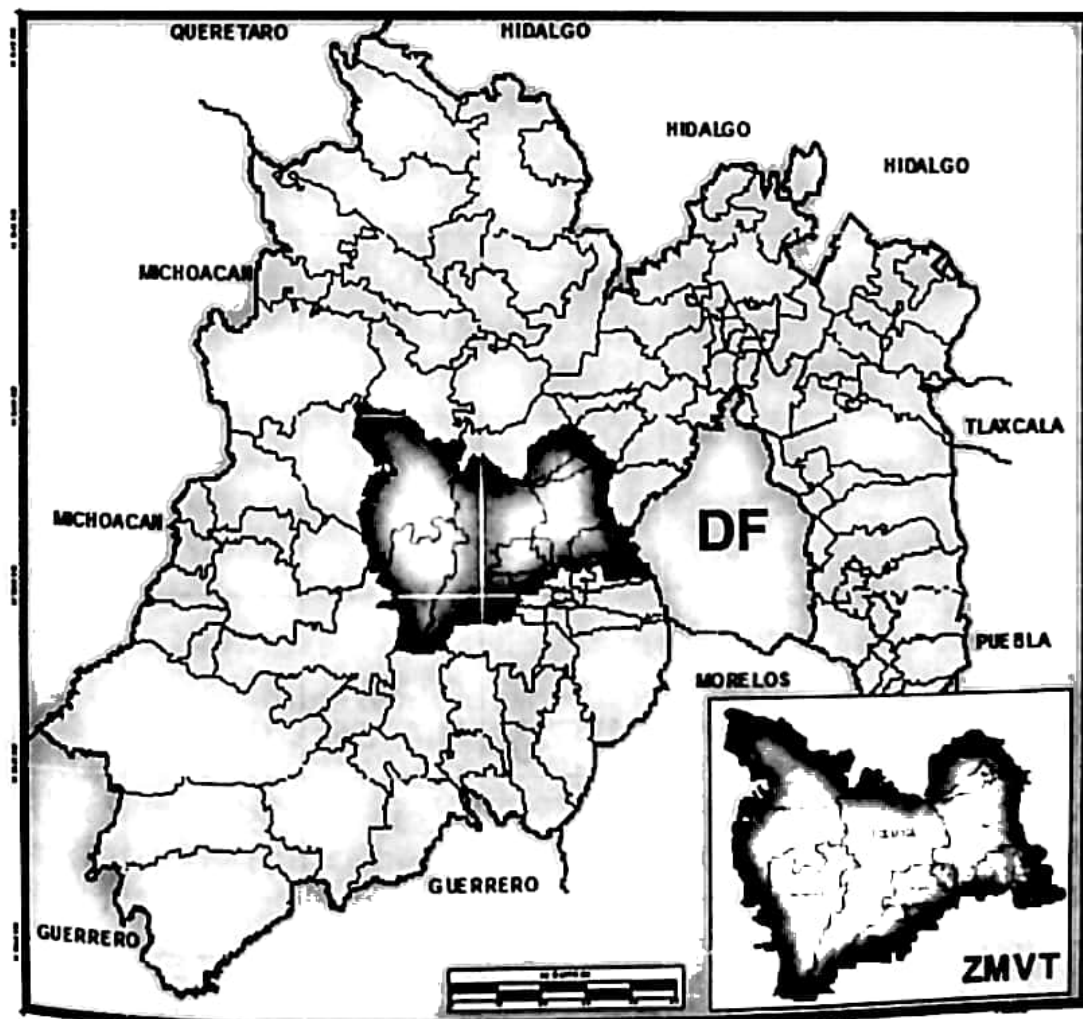 QUERETARO
HIDALGO
HIDALGO
HIDALGO
MICHOACAN
TLAXCALA
MICHOACAN
DF
PUEBLA
MORELOS
GUERRERO
GUERRERO
ZMVT